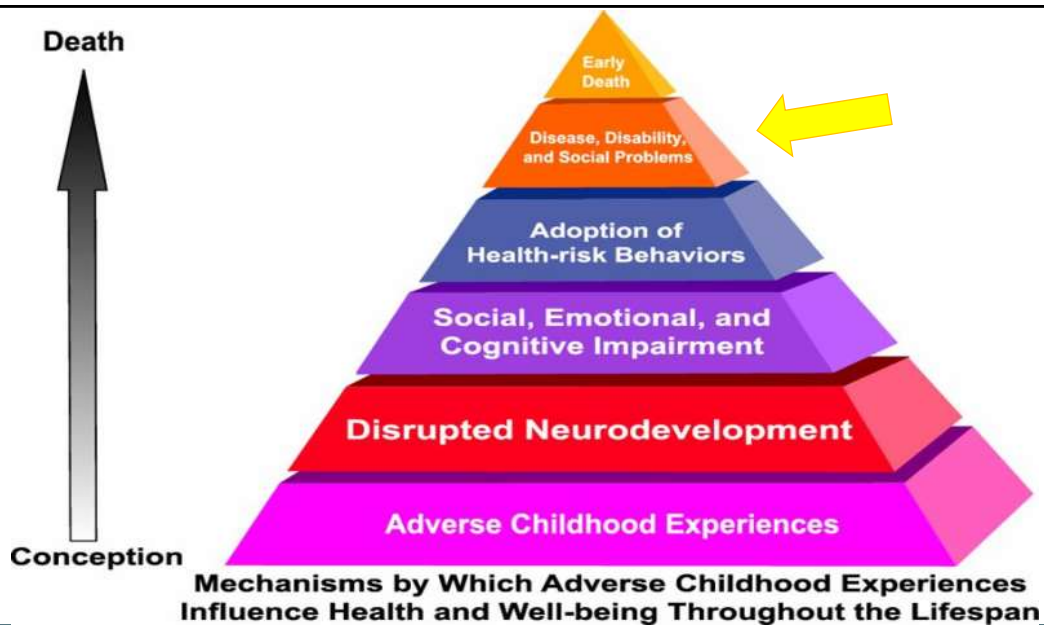 Death
Early
Death
Disease, Disability,
and Social Problems
Adoption of
Health-risk Behaviors
Social, Emotional, and
Cognitive Impairment
Disrupted Neurodevelopment
Adverse Childhood Experiences
Conception
Mechanisms by Which Adverse Childhood Experiences
Influence Health and Well-being Throughout the Lifespan